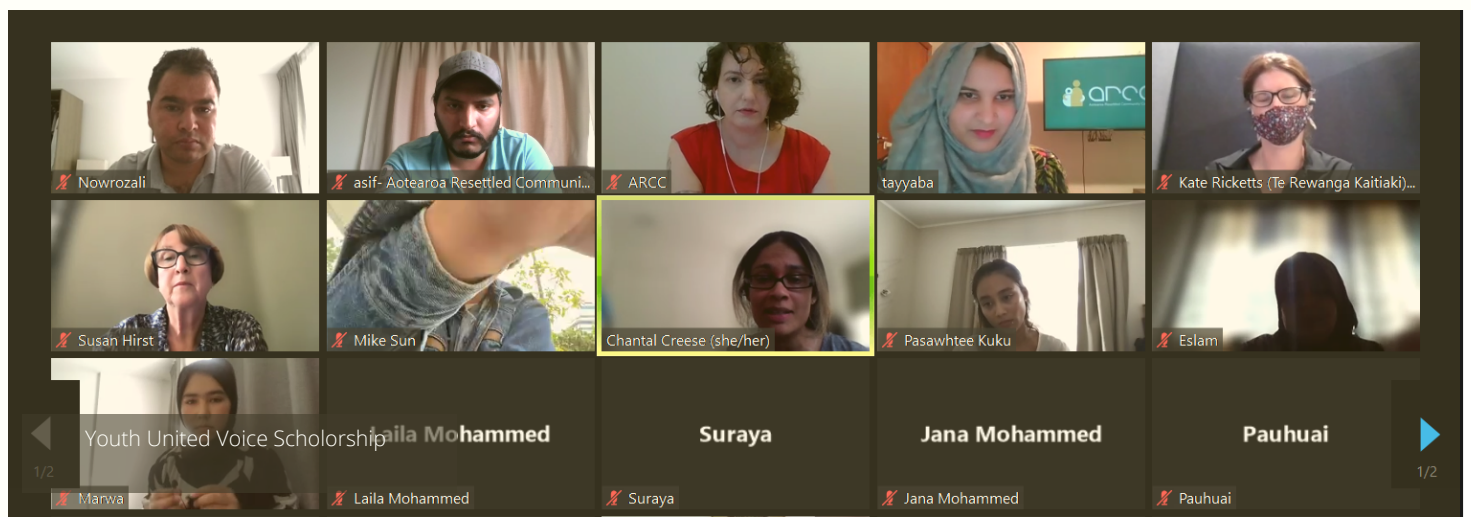 Nowrozali
asif- Aotearoa Resettled Communi...
ARCC
tayyaba
arcc
Kate Ricketts (Te Rewanga Kaitiaki)...
Susan Hirst
Mike Sun
Chantal Creese (she/her)
Pasawhtee Kuku
Eslam
Youth United Voice Scholorship
Laila Mohammed
Suraya
Jana Mohammed
Pauhuai
1/2
1/2
Marwa
Laila Mohammed
Suraya
Jana Mohammed
Pauhuai